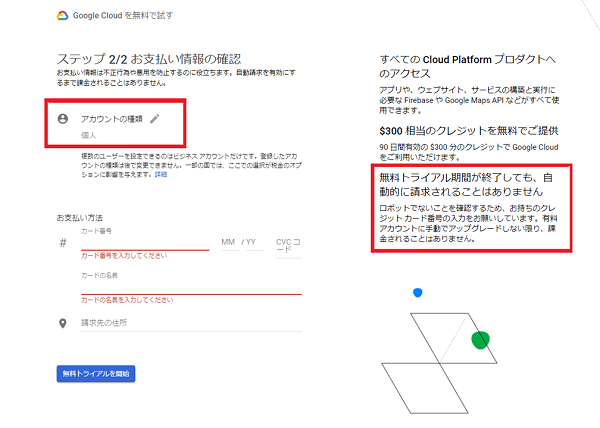 Google Cloud を無料で試す
ステップ 2/2 お支払い情報の確認
お支払い情報は不正行為や悪用を防止するのに役立ちます。自動請求を有効にするまで課金されることはありません。
アカウントの種類
個人
複数のユーザーを設定できるのはビジネス アカウントだけです。登録したアカウントの種類は後で変更できません。一部の国では、ここでの選択が税金のオプションに影響を与えます。詳細
お支払い方法
カード番号
#
MM / YY
CVC コード
カード番号を入力してください
カードの名義
カードの名義を入力してください
請求先の住所
無料トライアルを開始
すべての Cloud Platform プロダクトへのアクセス
アプリや、ウェブサイト、サービスの構築と実行に必要な Firebase や Google Maps API などがすべて使用できます。
$300 相当のクレジットを無料でご提供
90 日間有効の $300 分のクレジットで Google Cloud をご利用いただけます。
無料トライアル期間が終了しても、自動的に請求されることはありません
ロボットでないことを確認するため、お持ちのクレジット カード番号の入力をお願いしています。有料アカウントに手動でアップグレードしない限り、課金されることはありません。